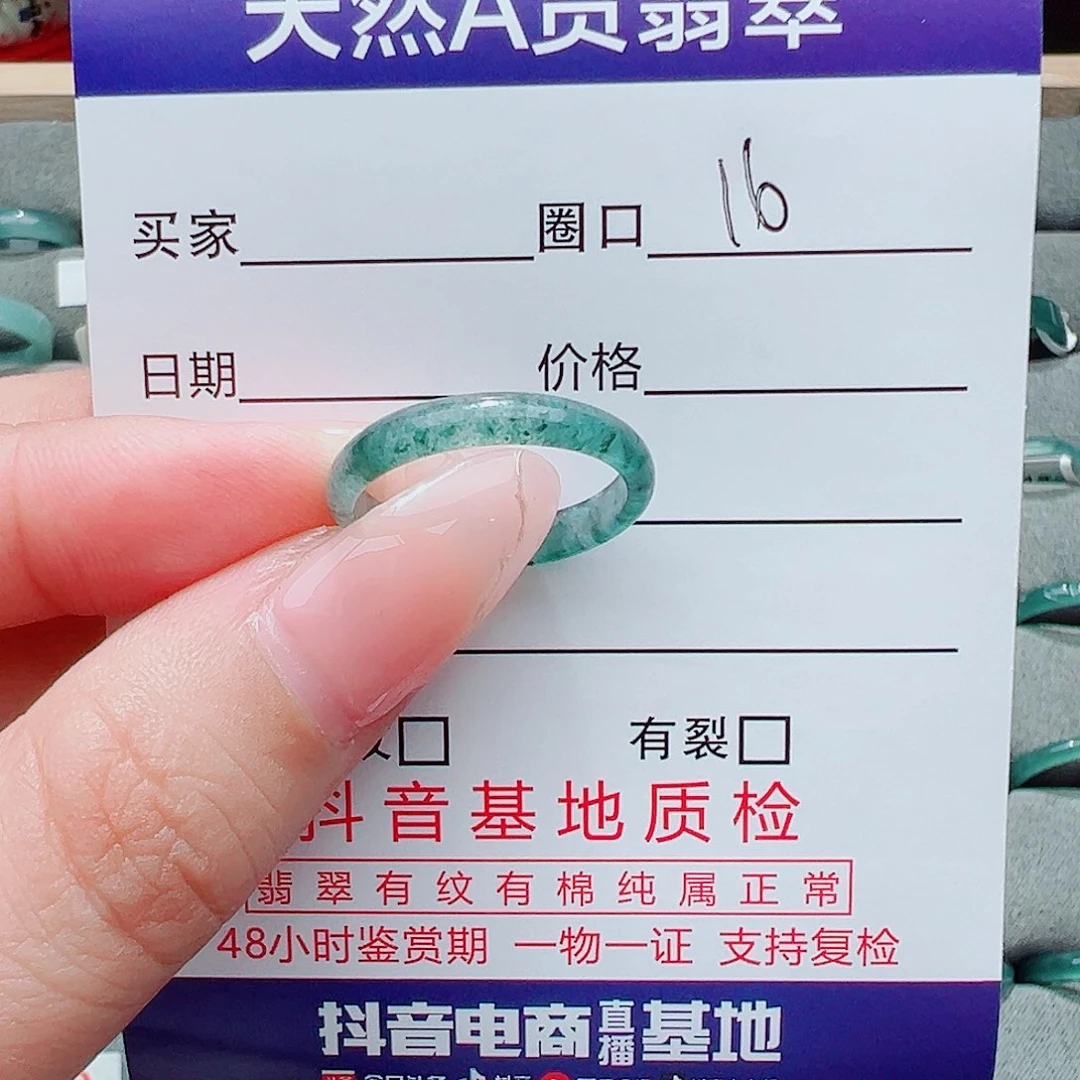 天然A货翡翠
买家 圈口 16
日期 价格
有裂
抖音基地质检
翡翠有纹有棉纯属正常
48小时鉴赏期 一物一证 支持复检
抖音电商直播基地